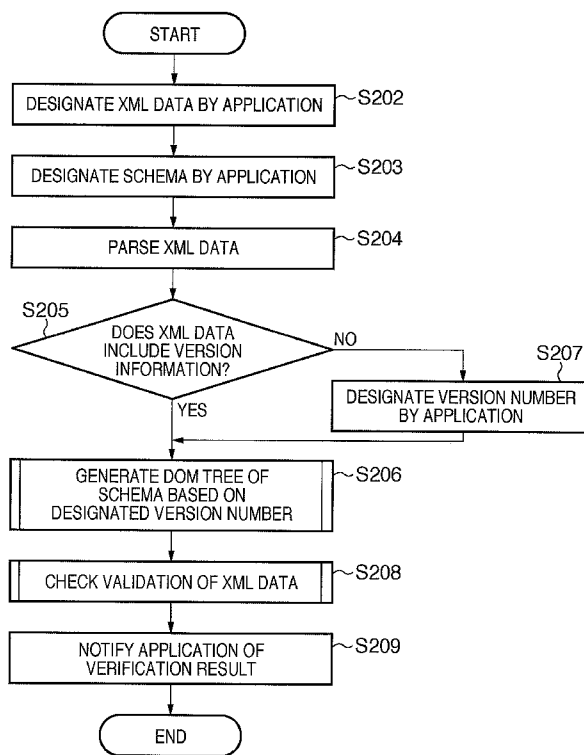 START
DESIGNATE XML DATA BY APPLICATION
S202
DESIGNATE SCHEMA BY APPLICATION
S203
PARSE XML DATA
S204
S205
DOES XML DATA
INCLUDE VERSION
INFORMATION?
NO
S207
DESIGNATE VERSION NUMBER
BY APPLICATION
YES
GENERATE DOM TREE OF
SCHEMA BASED ON
DESIGNATED VERSION NUMBER
S206
CHECK VALIDATION OF XML DATA
S208
NOTIFY APPLICATION OF
VERIFICATION RESULT
S209
END